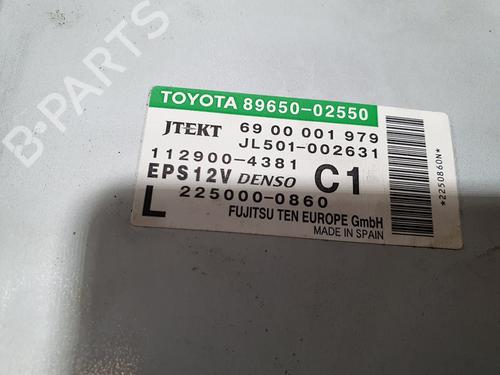 B-PARTS
TOYOTA 89650-02550
JTEKT 69 00 001 979
JL501-002631
112900-4381
EPS12V DENSO C1
L 225000-0860
FUJITSU TEN EUROPE GmbH
MADE IN SPAIN
*2250860N*